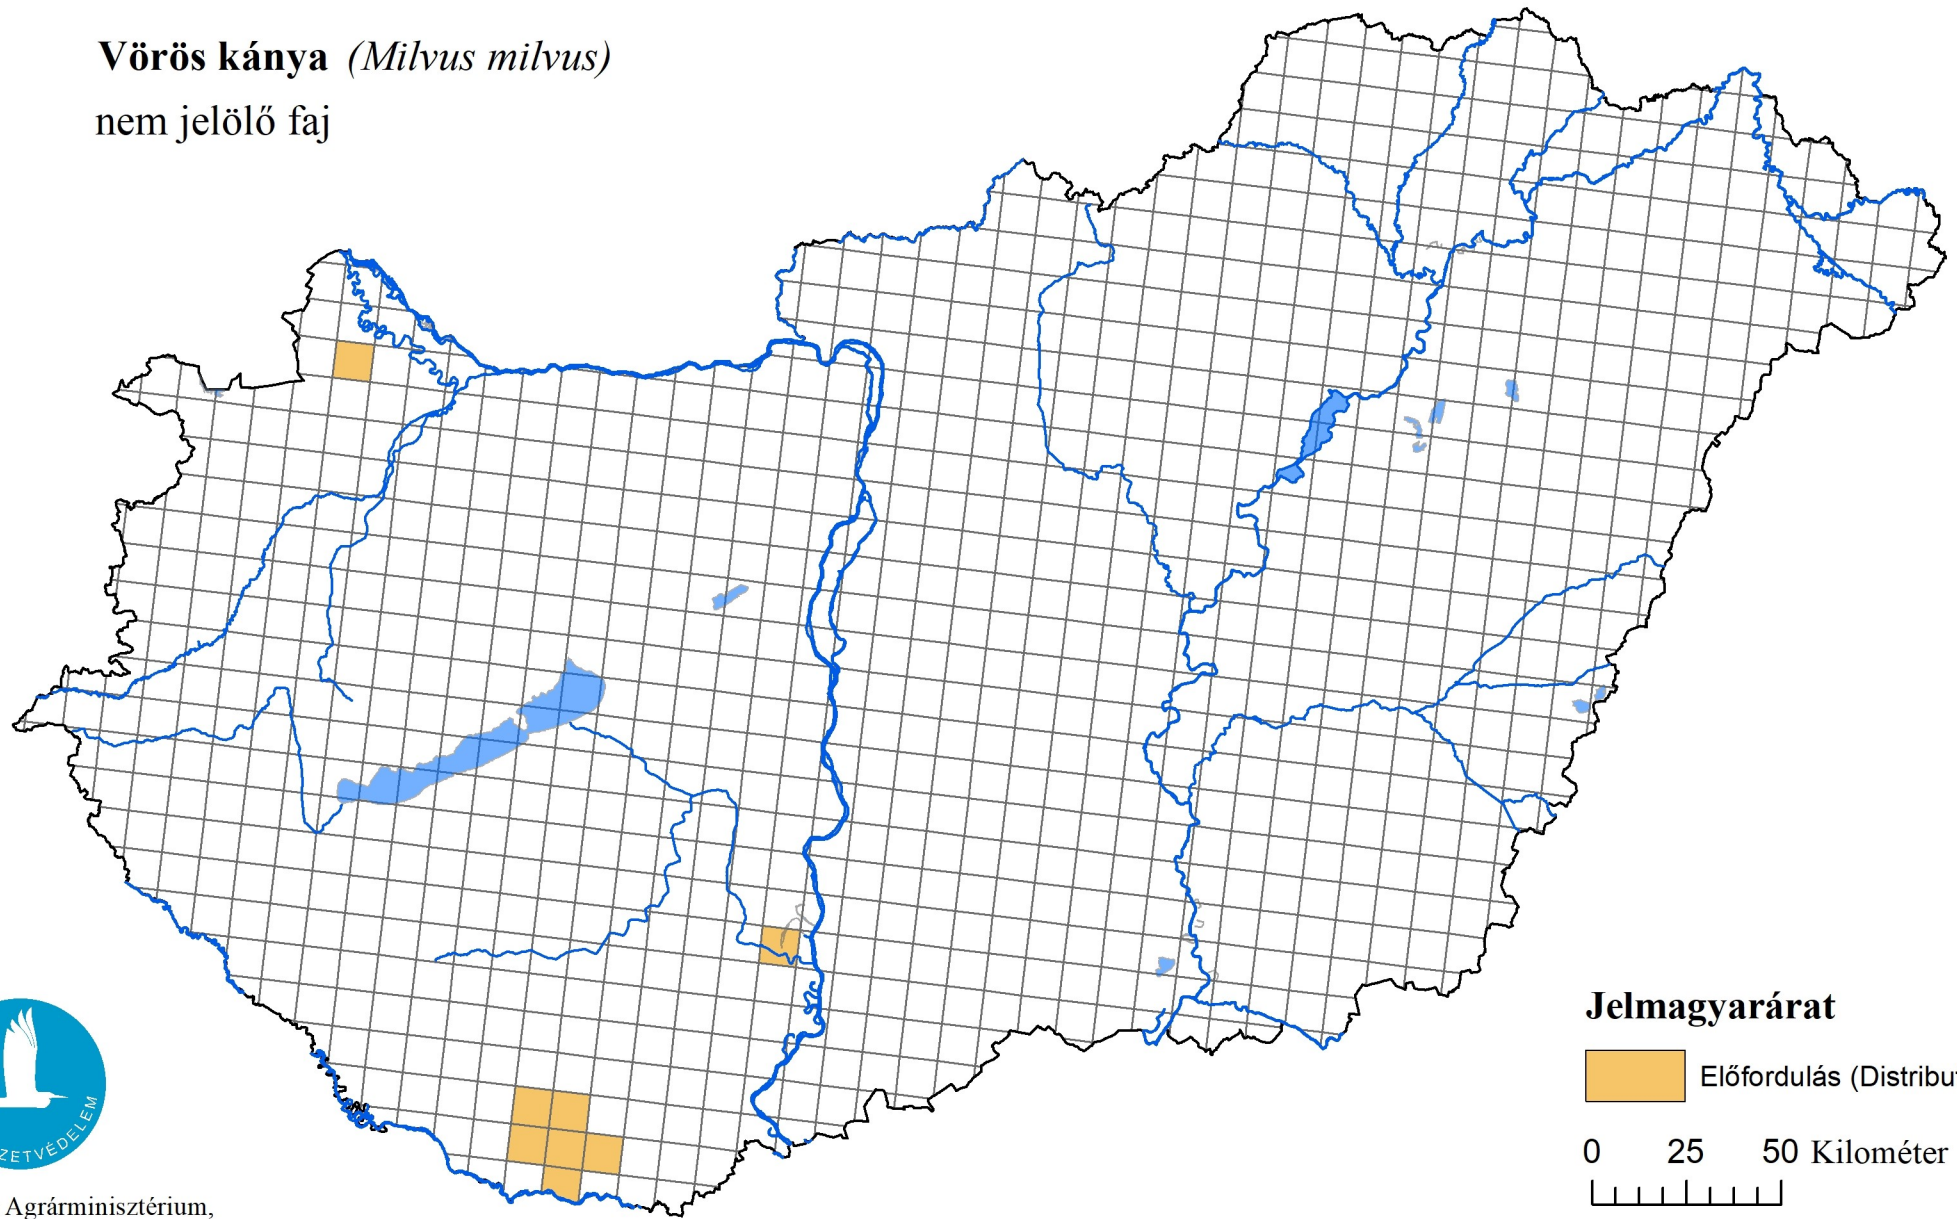 Vörös kánya (Milvus milvus)
nem jelölő faj
Jelmagyarárat
Előfordulás (Distribu
0 25 50 Kilométer
ZETVÉDELEM
Agrárminisztérium,